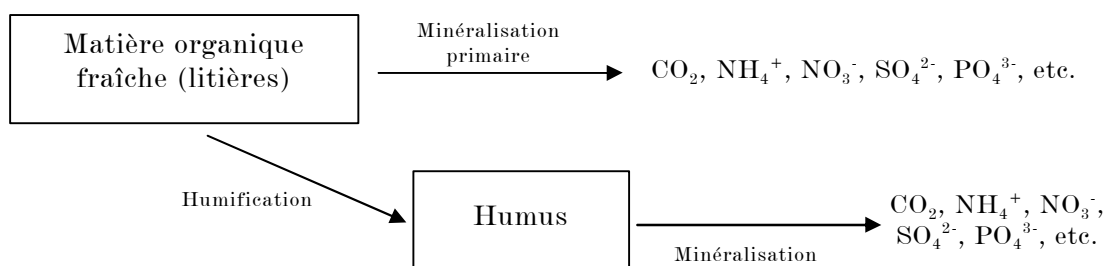 Matière organique
fraîche (litières)
Minéralisation
primaire
CO₂, NH₄⁺, NO₃⁻, SO₄²⁻, PO₄³⁻, etc.
Humification
Humus
Minéralisation
CO₂, NH₄⁺, NO₃⁻,
SO₄²⁻, PO₄³⁻, etc.